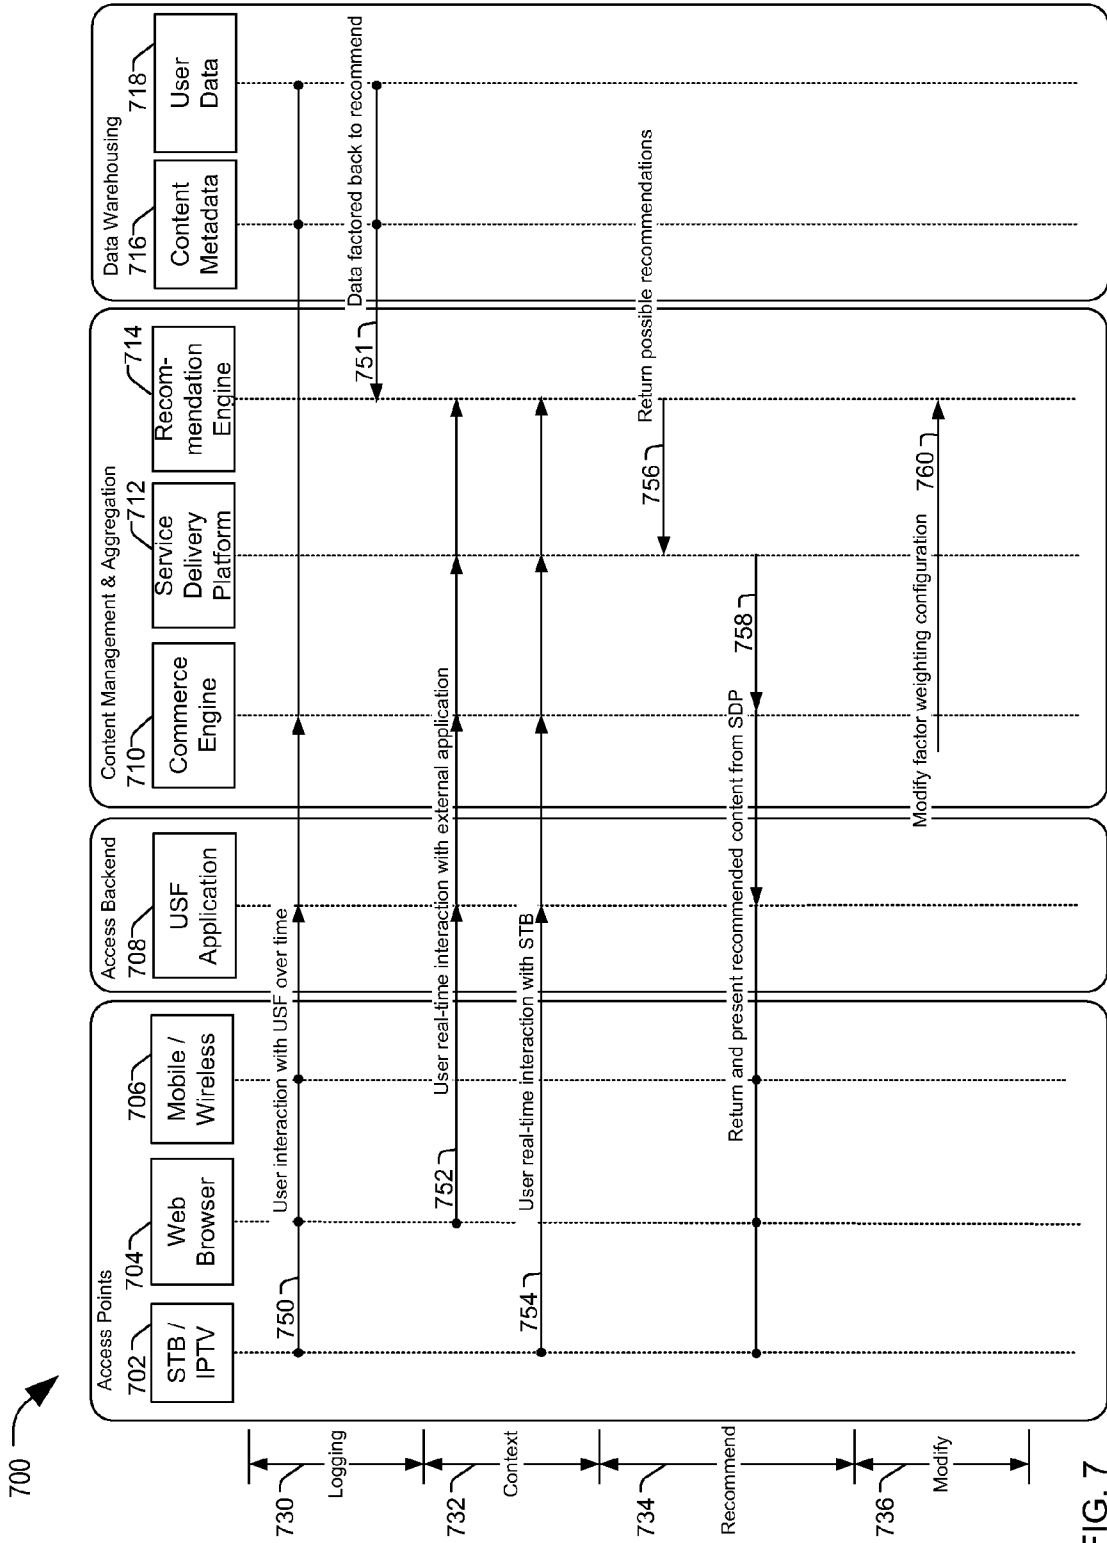 700
Access Points
702
STB /
IPTV
704
Web
Browser
706
Mobile /
Wireless
Access Backend
708
USF
Application
Content Management & Aggregation
710
Commerce
Engine
712
Service
Delivery
Platform
714
Recom-
mendation
Engine
Data Warehousing
716
Content
Metadata
718
User
Data
730
Logging
750
User interaction with USF over time
751
Data factored back to recommend
732
Context
752
User real-time interaction with external application
754
User real-time interaction with STB
734
Recommend
756
Return possible recommendations
758
Return and present recommended content from SDP
736
Modify
760
Modify factor weighting configuration
FIG. 7